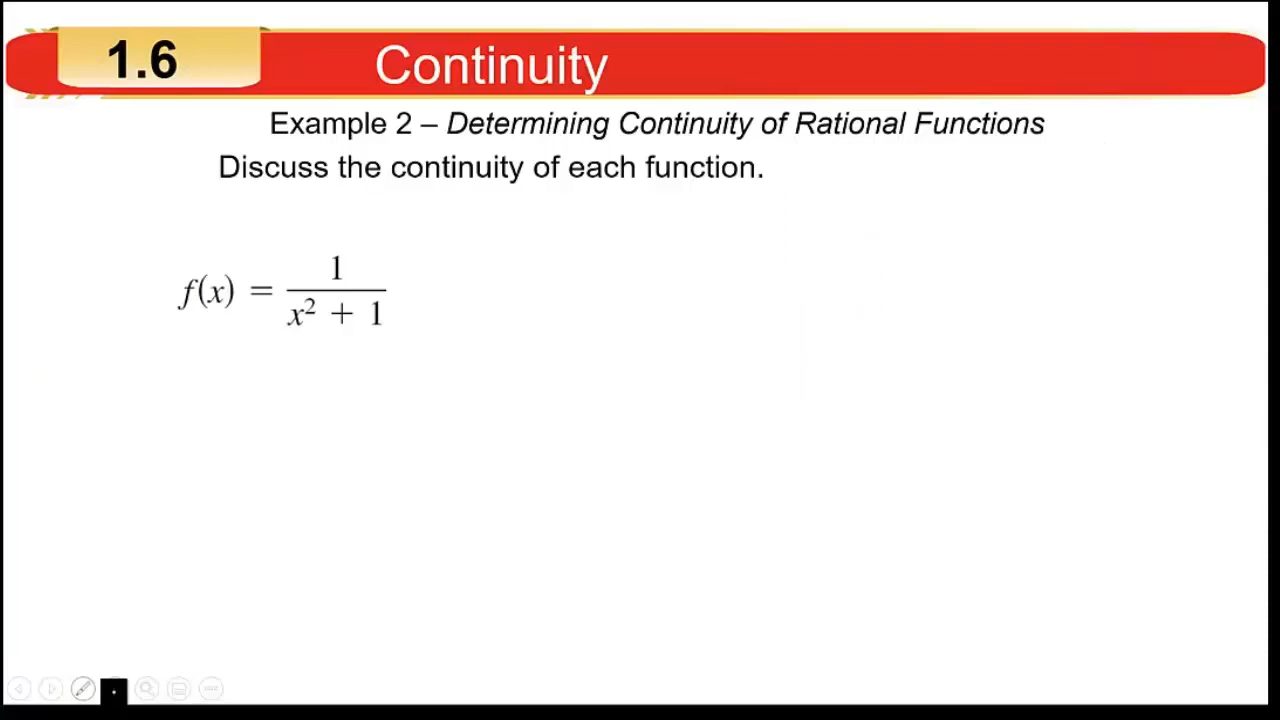 1.6 Continuity
Example 2 – Determining Continuity of Rational Functions
Discuss the continuity of each function.
f(x) = 1 / (x² + 1)